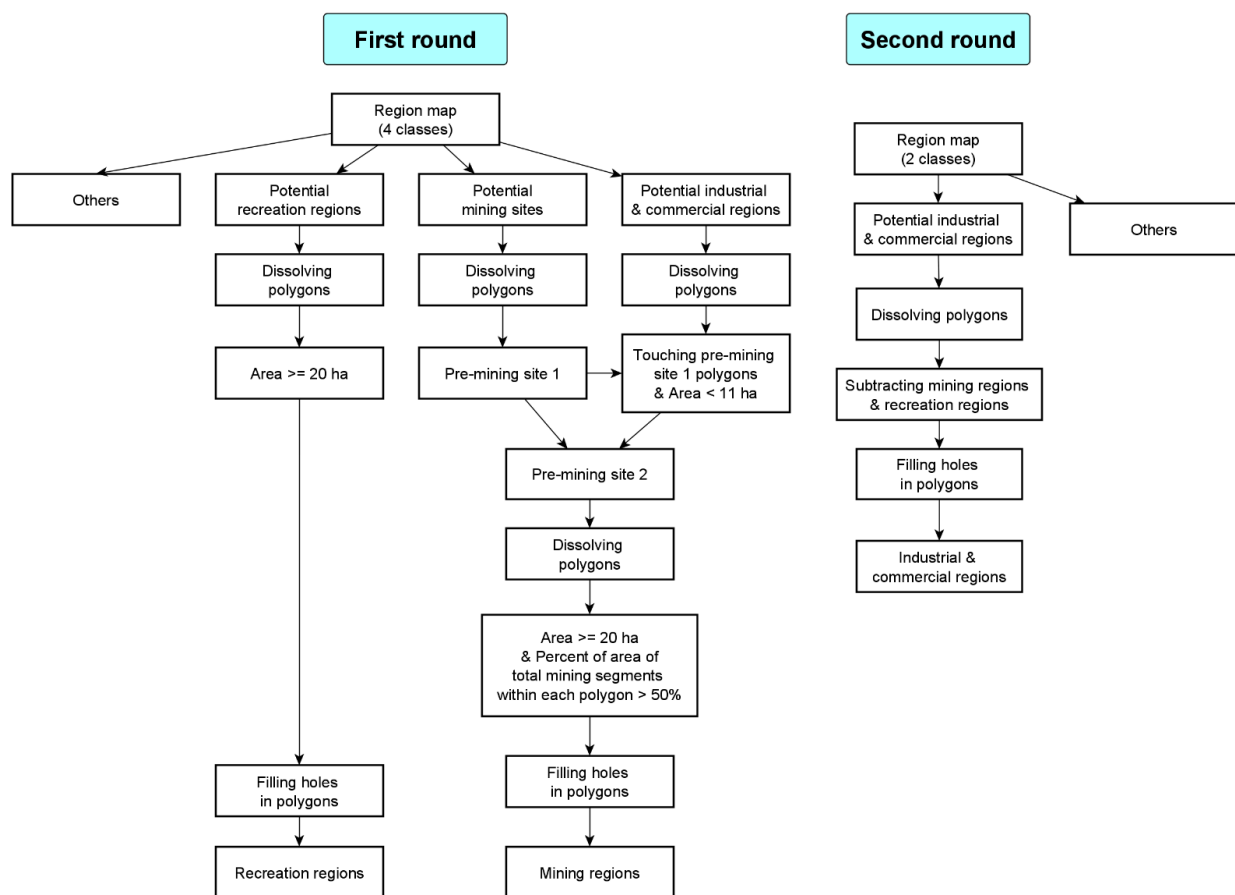 First round
Second round
Region map
(4 classes)
Others
Potential
recreation regions
Potential
mining sites
Potential industrial
& commercial regions
Dissolving
polygons
Dissolving
polygons
Dissolving
polygons
Area >= 20 ha
Pre-mining site 1
Touching pre-mining
site 1 polygons
& Area < 11 ha
Pre-mining site 2
Dissolving
polygons
Area >= 20 ha
& Percent of area of
total mining segments
within each polygon > 50%
Filling holes
in polygons
Filling holes
in polygons
Recreation regions
Mining regions
Region map
(2 classes)
Potential industrial
& commercial regions
Others
Dissolving polygons
Subtracting mining regions
& recreation regions
Filling holes
in polygons
Industrial &
commercial regions